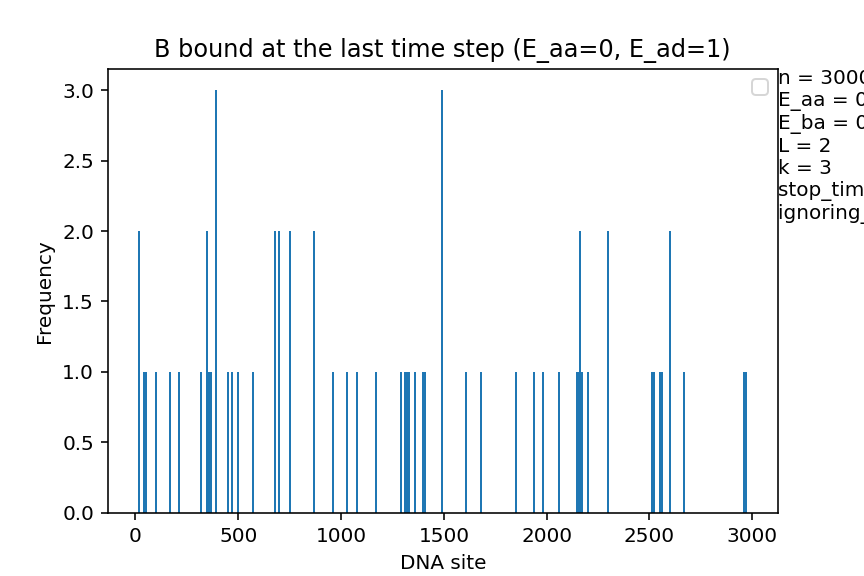 B bound at the last time step (E_aa=0, E_ad=1)
n = 3000
E_aa = 0
E_ba = 0
L = 2
k = 3
stop_tim
ignoring_
Frequency
3.0
2.5
2.0
1.5
1.0
0.5
0.0
0 500 1000 1500 2000 2500 3000
DNA site